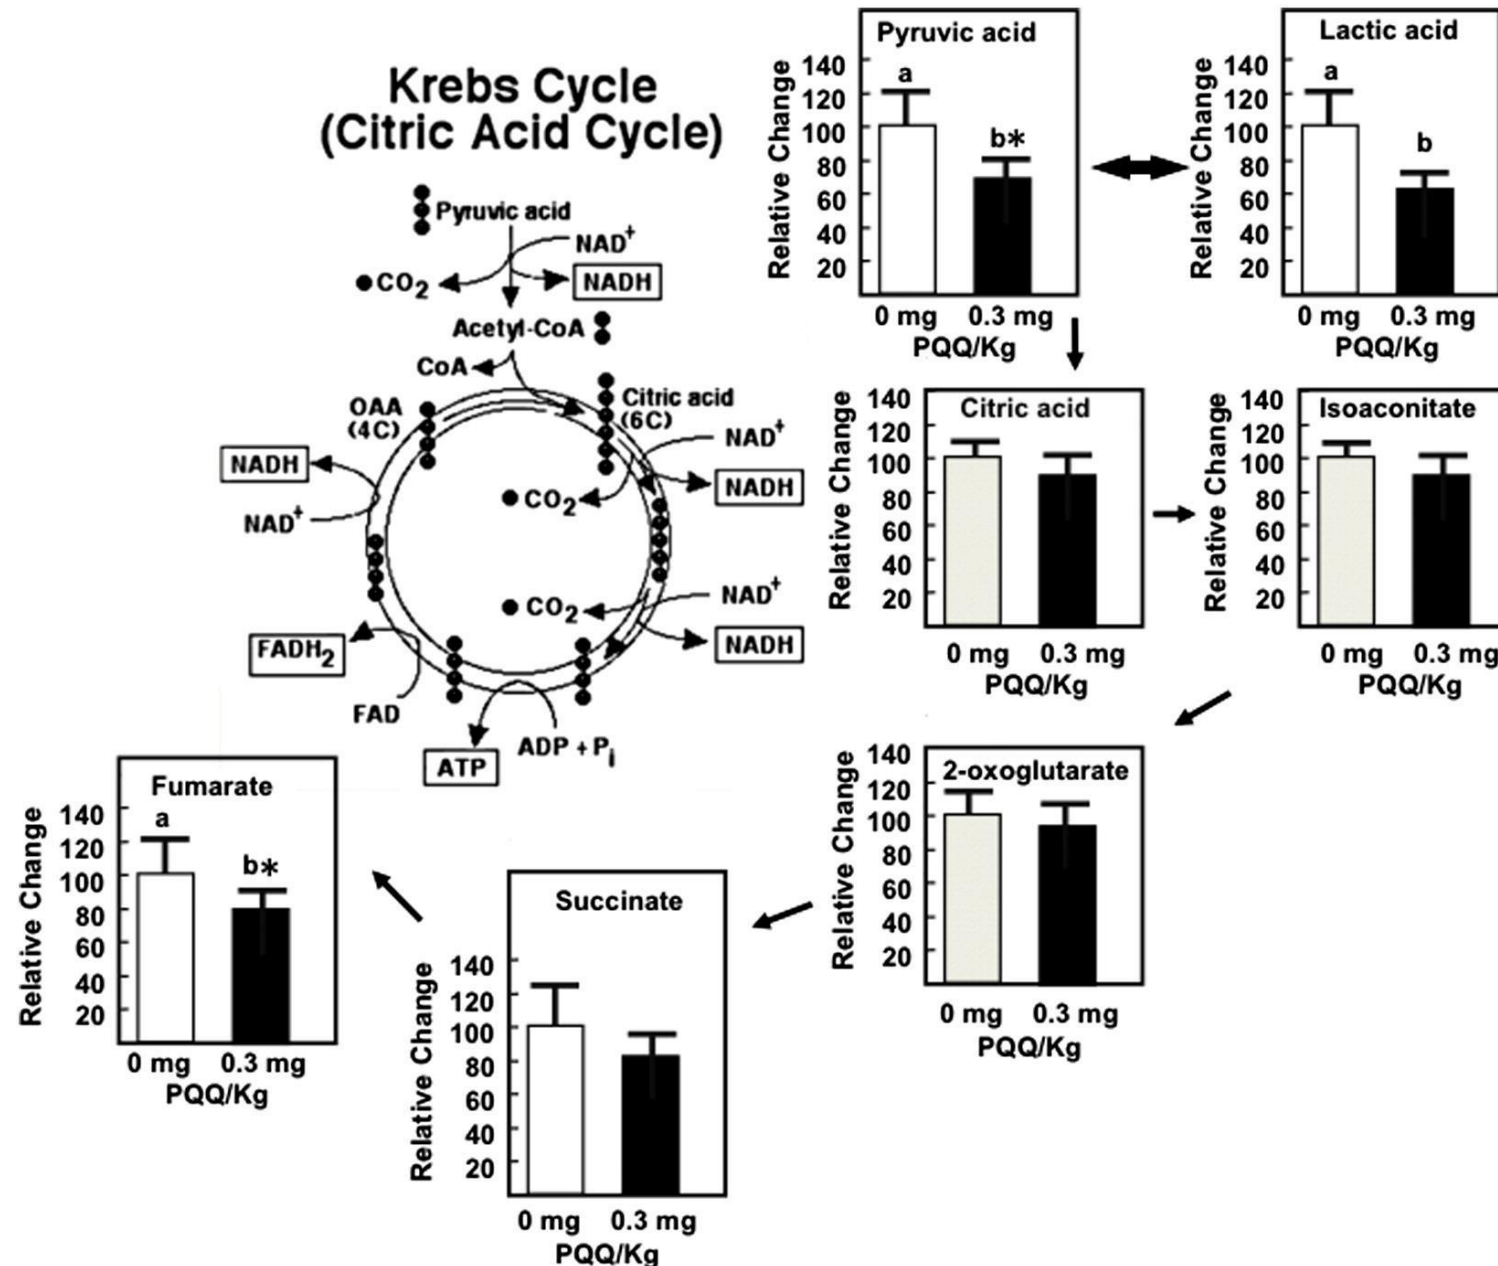 Krebs Cycle
(Citric Acid Cycle)
Pyruvic acid
NAD+
CO2
NADH
Acetyl-CoA
CoA
OAA
(4C)
Citric acid
(6C)
NAD+
NADH
NADH
CO2
NAD+
CO2
NAD+
NADH
FADH2
FAD
ATP
ADP + Pi
Pyruvic acid
Relative Change
140
120
100
80
60
40
20
a
b*
0 mg 0.3 mg
PQQ/Kg
Lactic acid
Relative Change
140
120
100
80
60
40
20
a
b
0 mg 0.3 mg
PQQ/Kg
Citric acid
Relative Change
140
120
100
80
60
40
20
0 mg 0.3 mg
PQQ/Kg
Isoaconitate
Relative Change
140
120
100
80
60
40
20
0 mg 0.3 mg
PQQ/Kg
2-oxoglutarate
Relative Change
140
120
100
80
60
40
20
0 mg 0.3 mg
PQQ/Kg
Succinate
Relative Change
140
120
100
80
60
40
20
0 mg 0.3 mg
PQQ/Kg
Fumarate
Relative Change
140
120
100
80
60
40
20
a
b*
0 mg 0.3 mg
PQQ/Kg